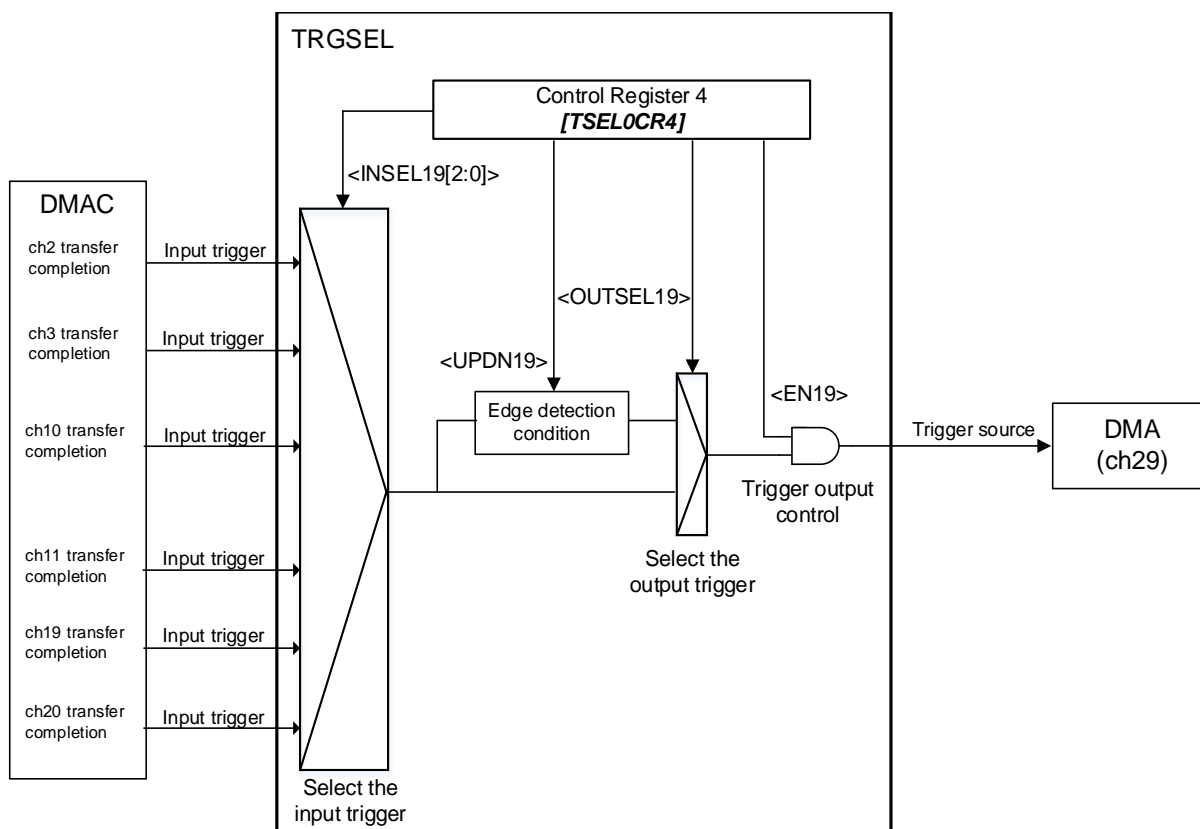 TRGSEL
Control Register 4
[TSEL0CR4]
<INSEL19[2:0]>
DMAC
ch2 transfer
completion
Input trigger
<OUTSEL19>
ch3 transfer
completion
Input trigger
<UPDN19>
<EN19>
Edge detection
condition
ch10 transfer
completion
Input trigger
Trigger source
DMA
(ch29)
Trigger output
control
ch11 transfer
completion
Input trigger
Select the
output trigger
ch19 transfer
completion
Input trigger
ch20 transfer
completion
Input trigger
Select the
input trigger